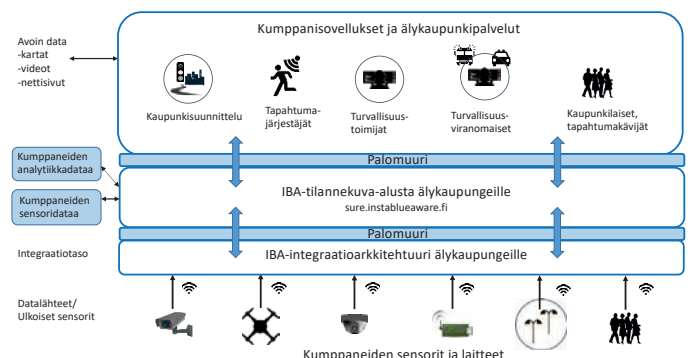 Kumppanisovellukset ja älykaupunkipalvelut
Avoin data
-kartat
-videot
-nettisivut
Kaupunkisuunnittelu
Tapahtuma-
järjestäjät
Turvallisuus-
toimijat
Turvallisuus-
viranomaiset
Kaupunkilaiset,
tapahtumakävijät
Palomuuri
Kumppaneiden
analytiikkadataa
Kumppaneiden
sensoridataa
IBA-tilannekuva-alusta älykaupungeille
sure.instablueaware.fi
Palomuuri
Integraatiotaso
IBA-integraatioarkkitehtuuri älykaupungeille
Datalähteet/
Ulkoiset sensorit
Kumppaneiden sensorit ja laitteet